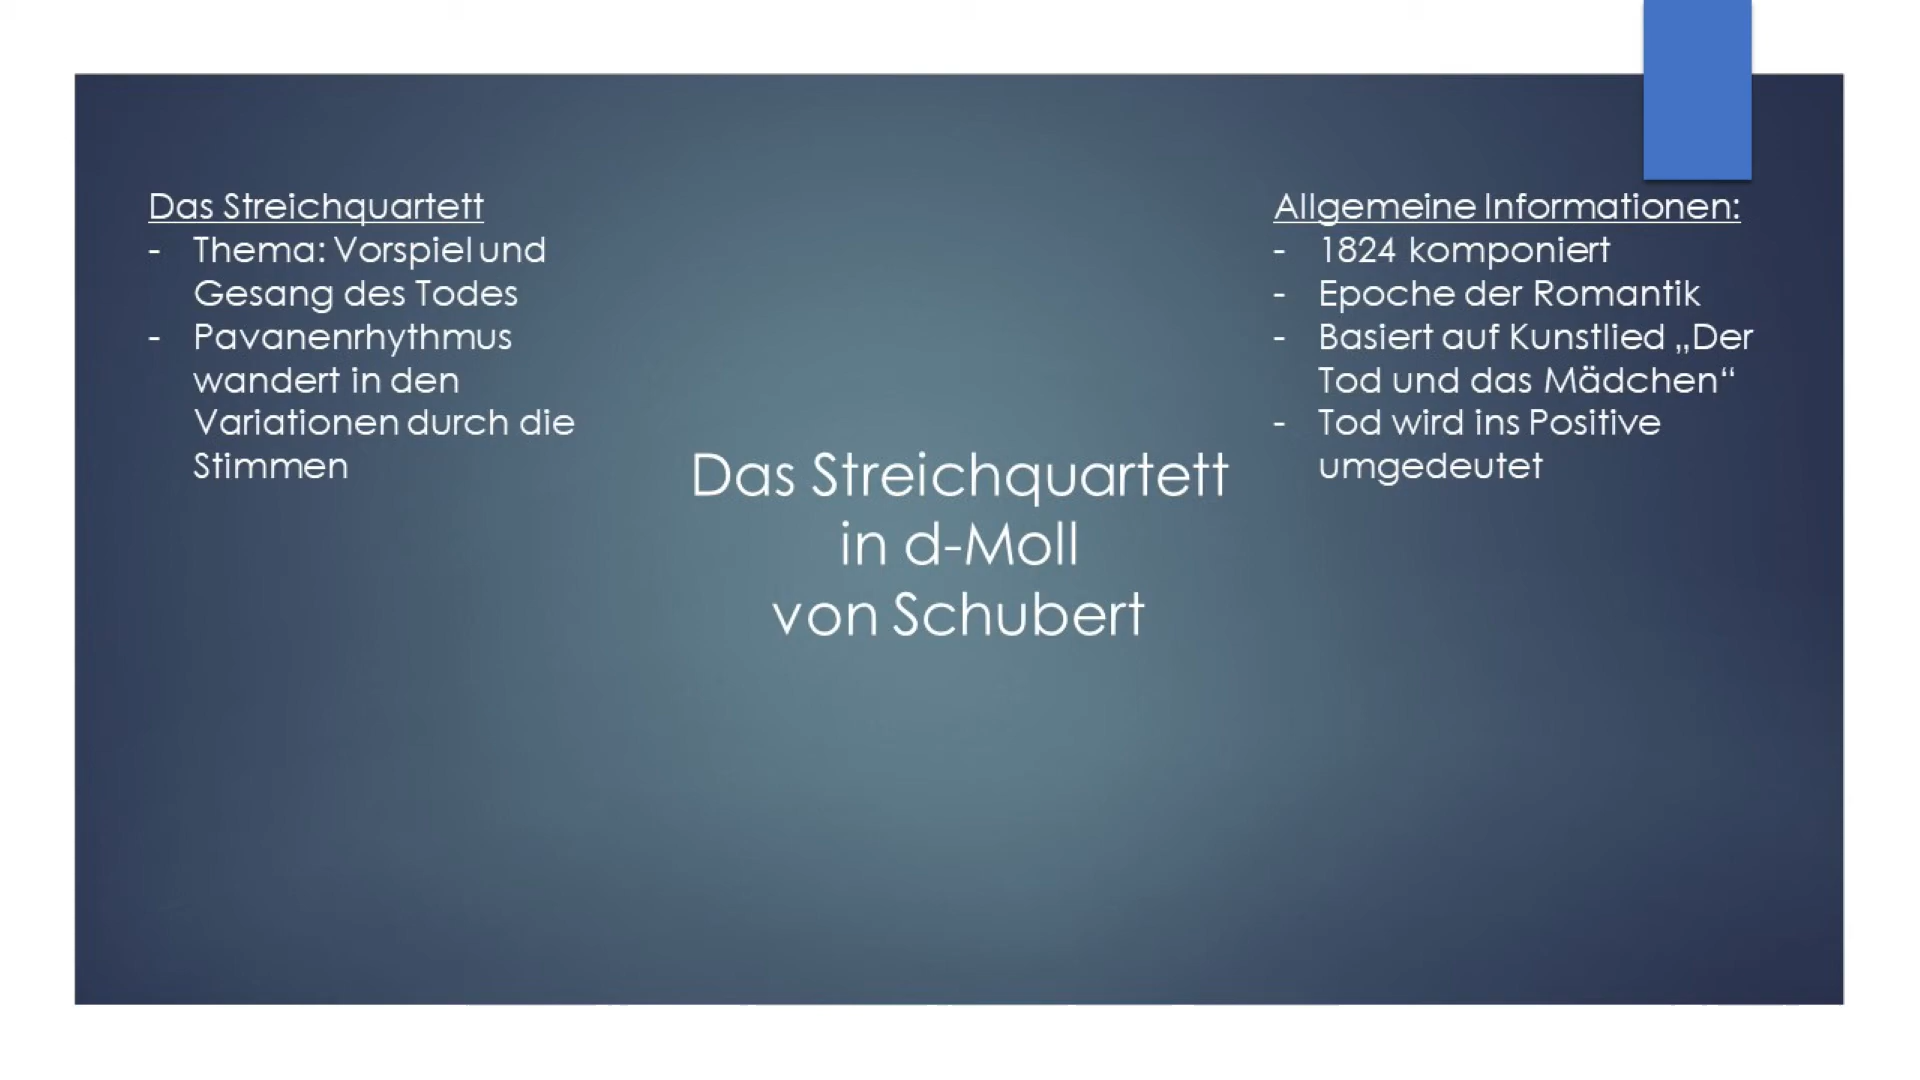 Das Streichquartett
- Thema: Vorspiel und
Gesang des Todes
- Pavanenrhythmus
wandert in den
Variationen durch die
Stimmen
Das Streichquartett
in d-Moll
von Schubert
Allgemeine Informationen:
- 1824 komponiert
- Epoche der Romantik
- Basiert auf Kunstlied „Der
Tod und das Mädchen“
- Tod wird ins Positive
umgedeutet